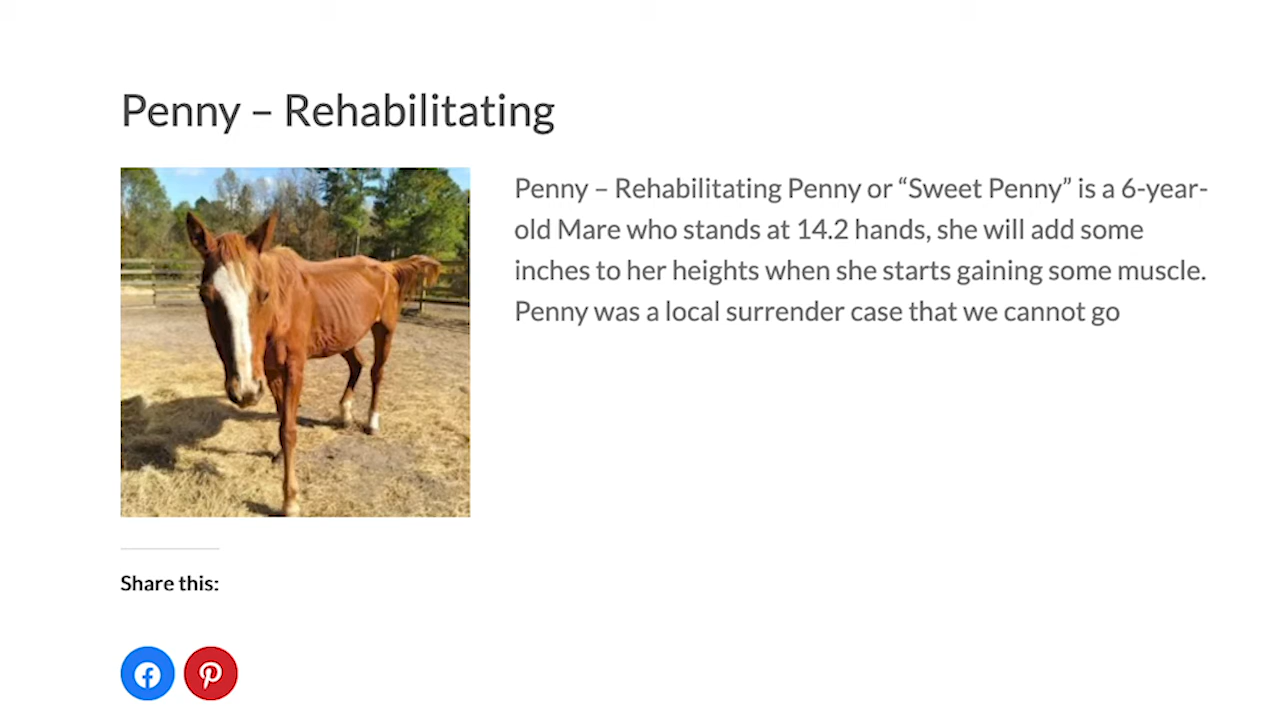 Penny – Rehabilitating
Penny – Rehabilitating Penny or “Sweet Penny” is a 6-year-
old Mare who stands at 14.2 hands, she will add some
inches to her heights when she starts gaining some muscle.
Penny was a local surrender case that we cannot go
Share this: